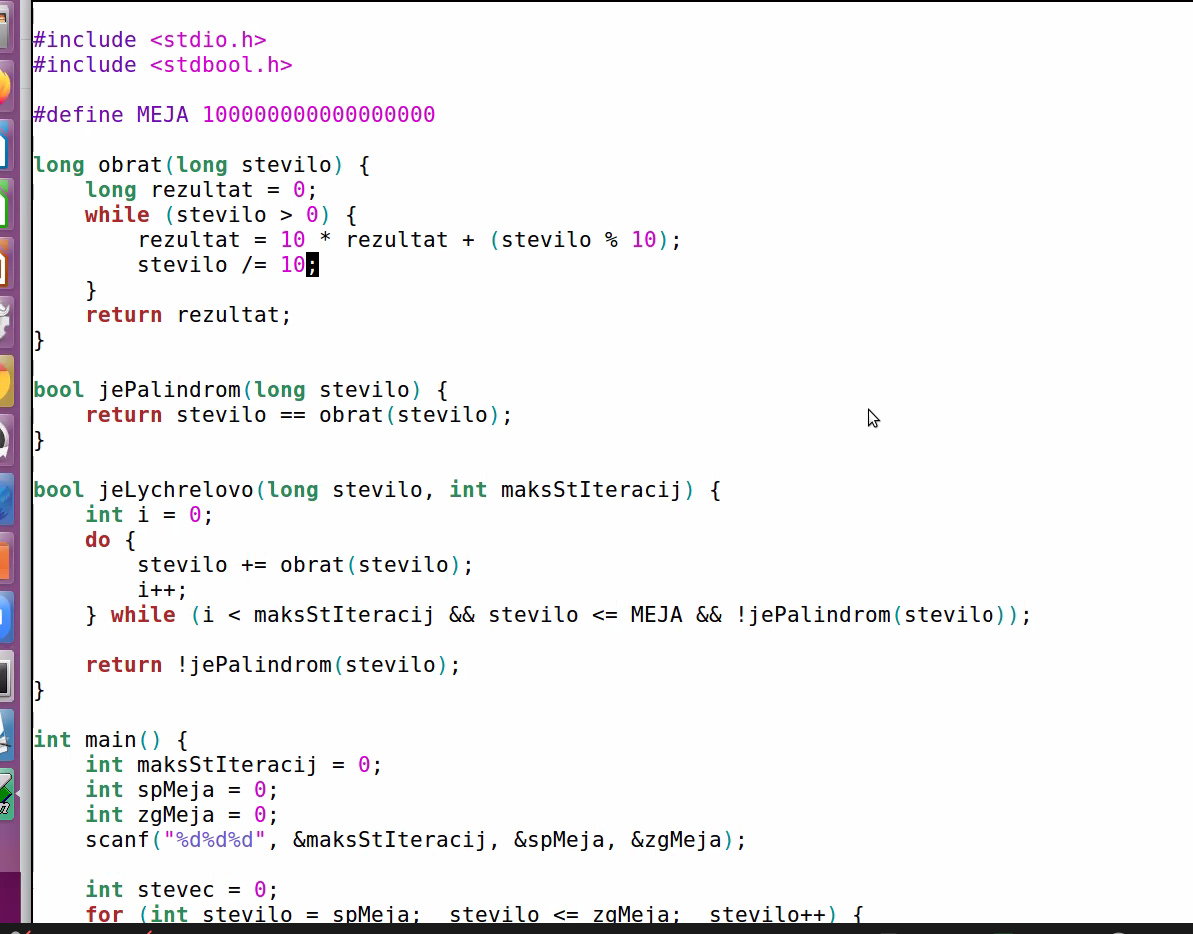 #include <stdio.h>
#include <stdbool.h>
#define MEJA 100000000000000000
long obrat(long stevilo) {
    long rezultat = 0;
    while (stevilo > 0) {
        rezultat = 10 * rezultat + (stevilo % 10);
        stevilo /= 10;
    }
    return rezultat;
}
bool jePalindrom(long stevilo) {
    return stevilo == obrat(stevilo);
}
bool jeLychrelovo(long stevilo, int maksStIteracij) {
    int i = 0;
    do {
        stevilo += obrat(stevilo);
        i++;
    } while (i < maksStIteracij && stevilo <= MEJA && !jePalindrom(stevilo));
    return !jePalindrom(stevilo);
}
int main() {
    int maksStIteracij = 0;
    int spMeja = 0;
    int zgMeja = 0;
    scanf("%d%d%d", &maksStIteracij, &spMeja, &zgMeja);
    int stevec = 0;
    for (int stevilo = spMeja;  stevilo <= zgMeja;  stevilo++) {